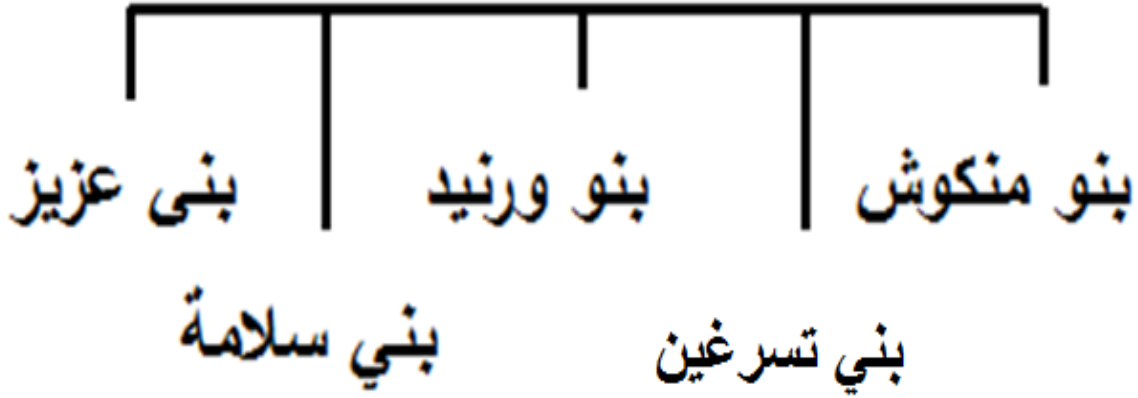 بنو منكوش
بنو ورنيد
بنى عزيز
بني تسرغين
بني سلامة